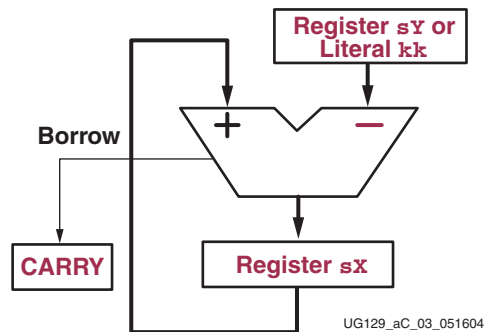 Register sY or
Literal kk
+
−
Borrow
CARRY
Register sX
UG129_aC_03_051604